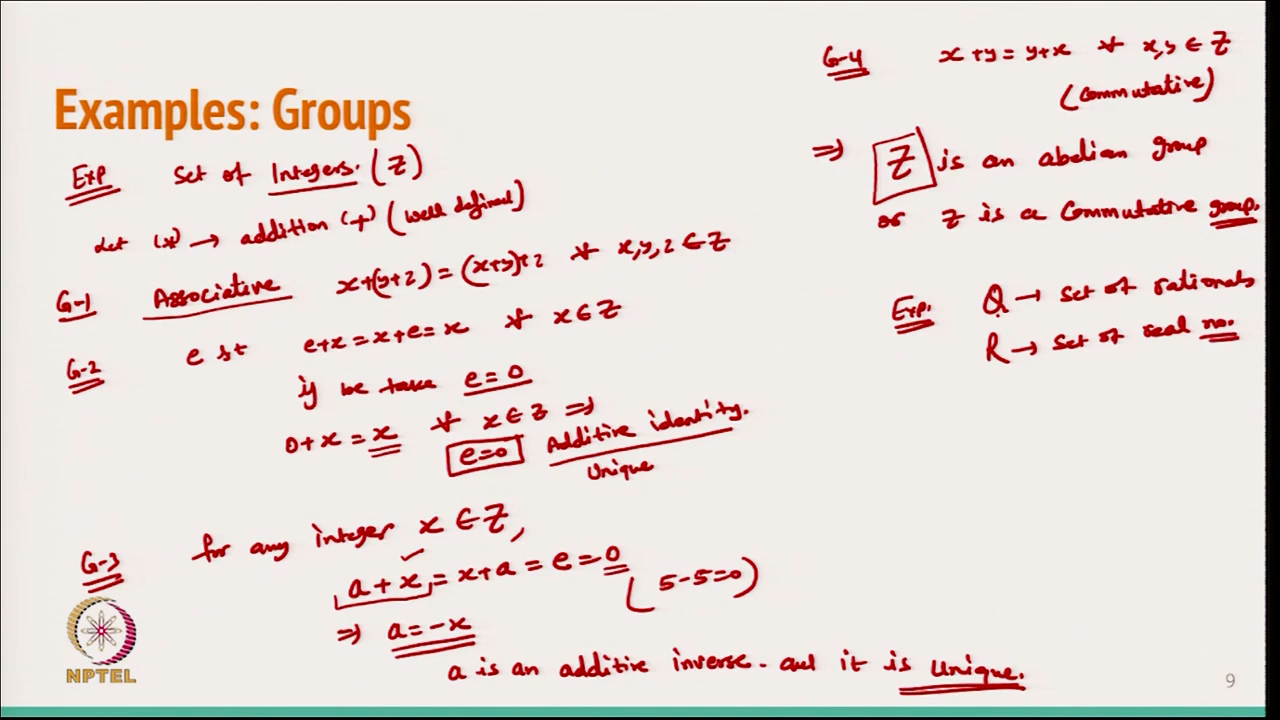 Examples: Groups
Exp Set of Integers. (Z)
Let (*) → addition (+) (well defined)
G-1 Associative x+(y+z) = (x+y)+z ∀ x,y,z ∈ Z
G-2 e st e+x = x+e = x ∀ x ∈ Z
if be take e=0
0+x = x ∀ x ∈ Z ⇒
e=0 Additive identity.
Unique
G-3 for any integer x ∈ Z,
a+x = x+a = e = 0 (5-5=0)
⇒ a = -x
a is an additive inverse. and it is unique.
G-4 x+y = y+x ∀ x,y ∈ Z
(Commutative)
⇒ Z is an abelian group
or Z is a Commutative group.
Exp. Q → set of rationals
R → set of real no.
NPTEL
9